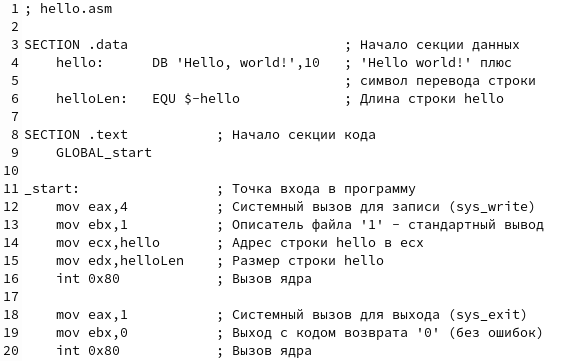 1 ; hello.asm
2
3 SECTION .data                           ; Начало секции данных
4     hello:      DB 'Hello, world!',10   ; 'Hello world!' плюс
5                                         ; символ перевода строки
6     helloLen:   EQU $-hello             ; Длина строки hello
7
8 SECTION .text           ; Начало секции кода
9     GLOBAL_start
10
11 _start:                 ; Точка входа в программу
12     mov eax,4           ; Системный вызов для записи (sys_write)
13     mov ebx,1           ; Описатель файла '1' - стандартный вывод
14     mov ecx,hello       ; Адрес строки hello в ecx
15     mov edx,helloLen    ; Размер строки hello
16     int 0x80            ; Вызов ядра
17
18     mov eax,1           ; Системный вызов для выхода (sys_exit)
19     mov ebx,0           ; Выход с кодом возврата '0' (без ошибок)
20     int 0x80            ; Вызов ядра